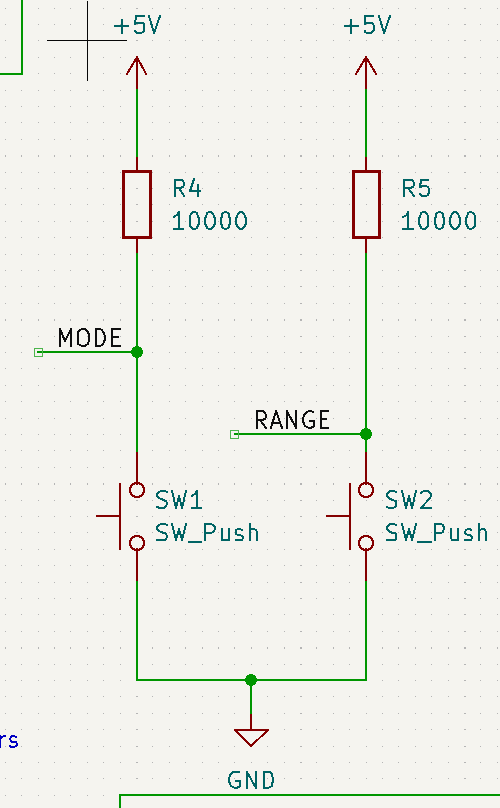 +5V
+5V
R4
10000
R5
10000
MODE
RANGE
SW1
SW_Push
SW2
SW_Push
rs
GND